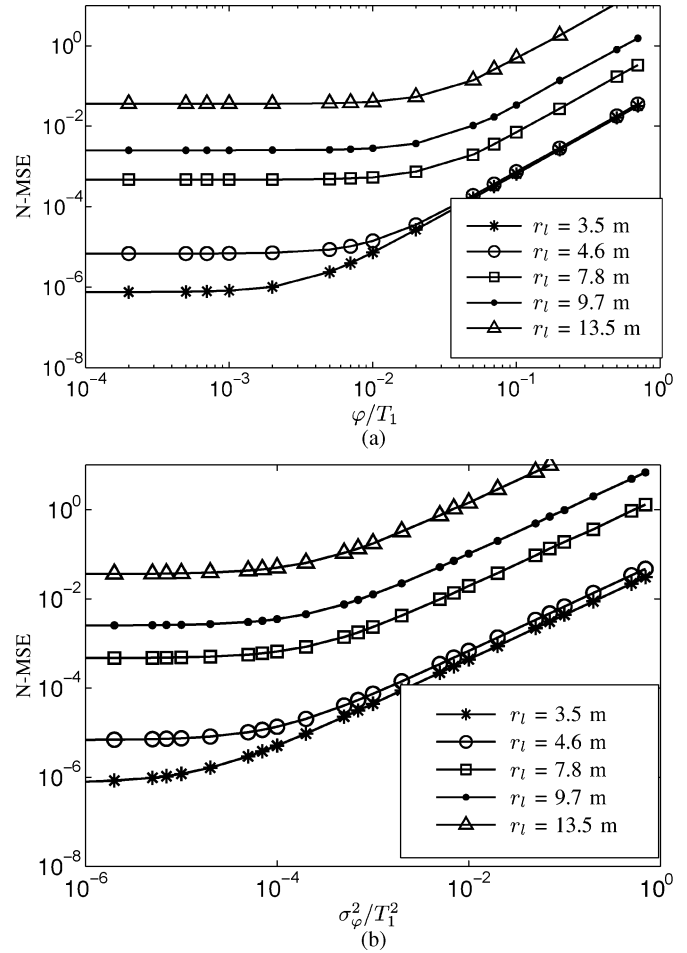 10^0
10^-2
10^-4
10^-6
10^-8
N-MSE
r_l = 3.5 m
r_l = 4.6 m
r_l = 7.8 m
r_l = 9.7 m
r_l = 13.5 m
10^-4
10^-3
10^-2
10^-1
10^0
φ/T_1
(a)
10^0
10^-2
10^-4
10^-6
10^-8
N-MSE
r_l = 3.5 m
r_l = 4.6 m
r_l = 7.8 m
r_l = 9.7 m
r_l = 13.5 m
10^-6
10^-4
10^-2
10^0
σ_φ^2/T_1^2
(b)